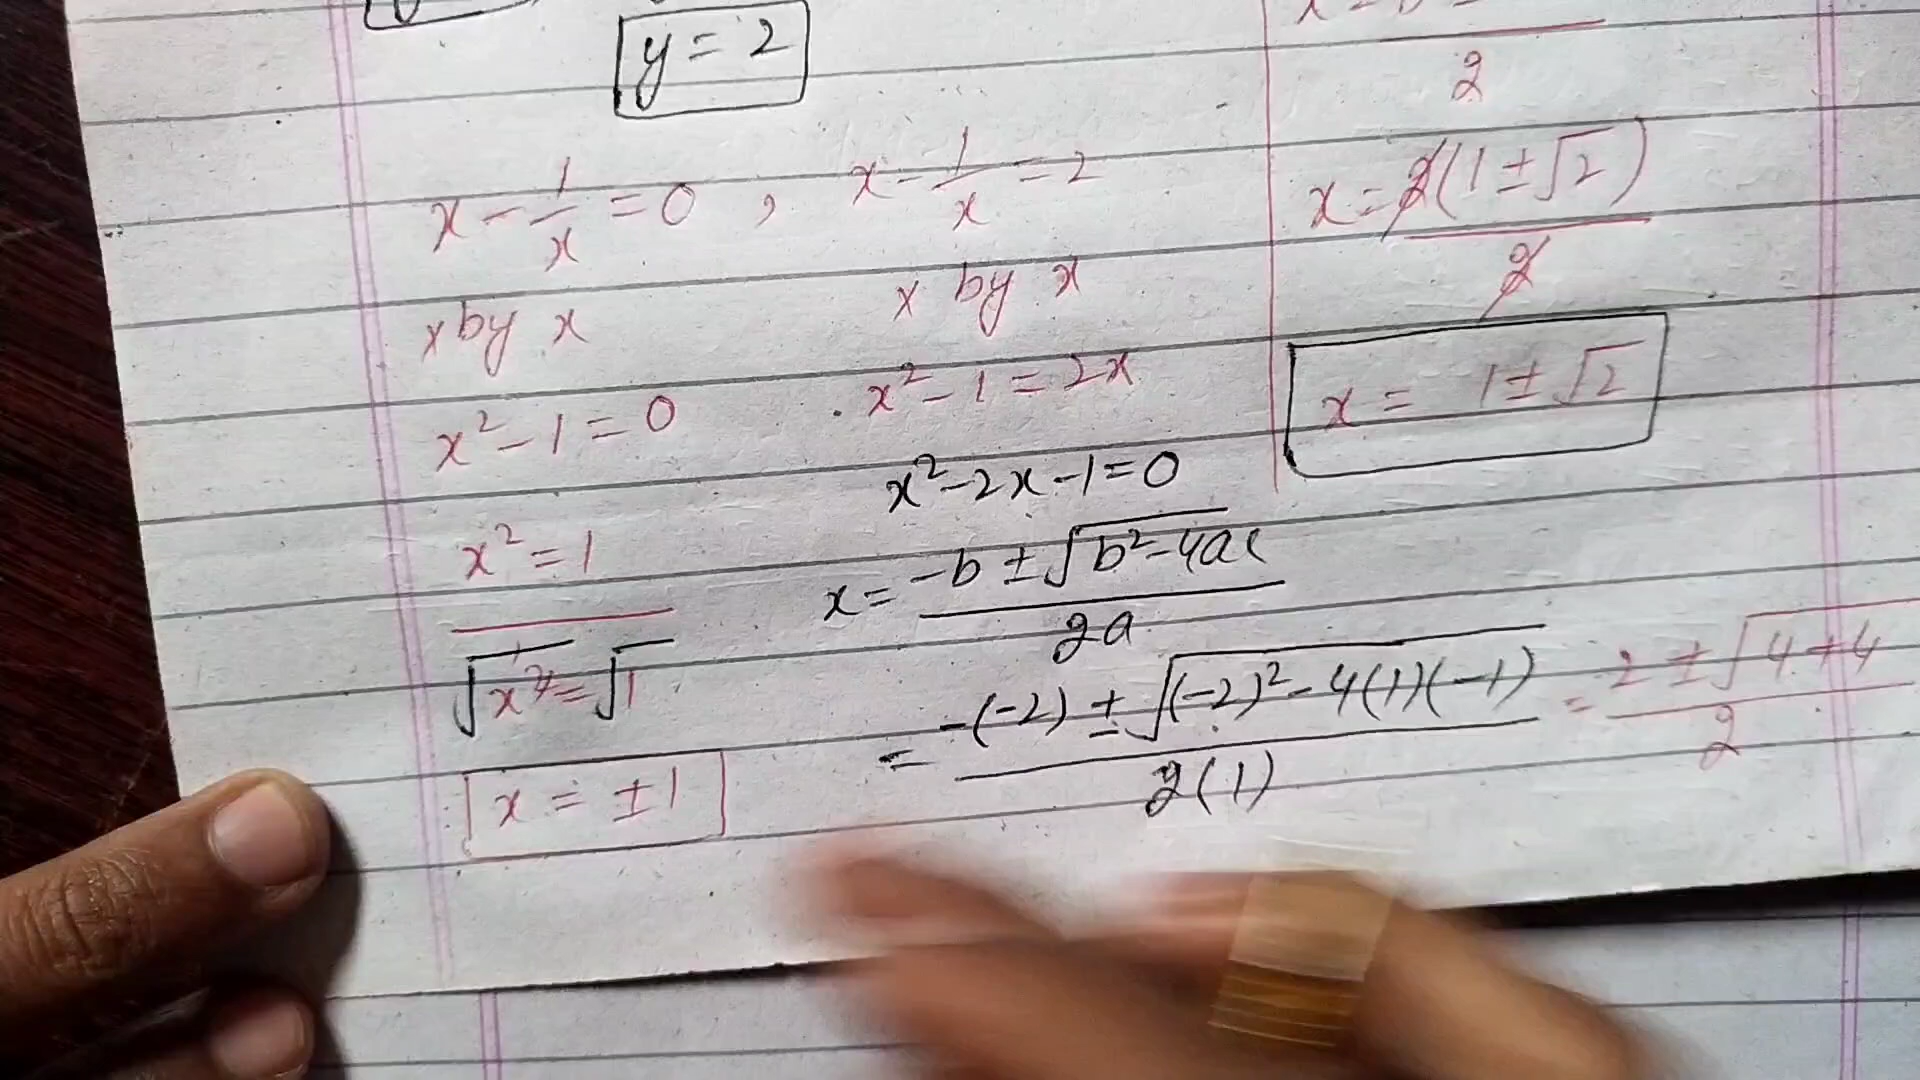 y = 2
x - 1/x = 0 , x - 1/x = 2
x by x
x by x
x² - 1 = 0
x² - 1 = 2x
x² - 2x - 1 = 0
x² = 1
x = -b ± √b² - 4ac / 2a
√x² = √1
= -(-2) ± √(-2)² - 4(1)(-1) / 2(1) = 2 ± √4 + 4 / 2
x = ±1
2
x = 2(1 ± √2) / 2
x = 1 ± √2